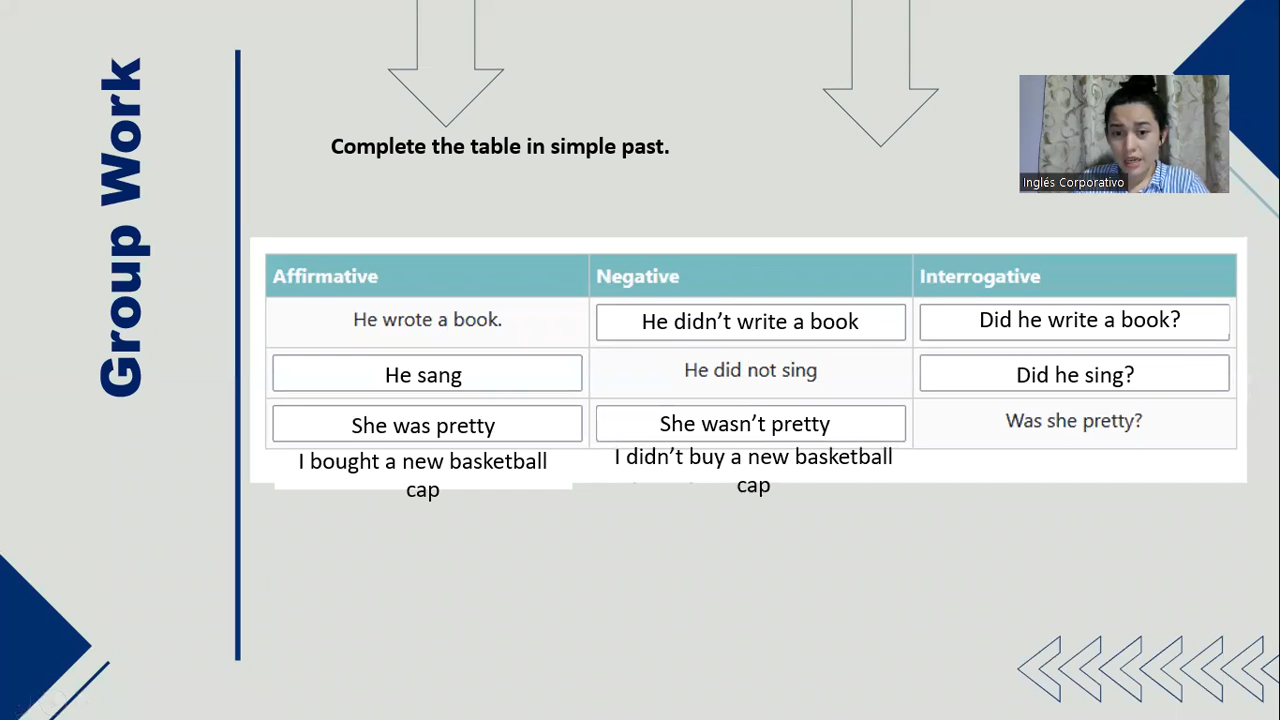 Group Work
Complete the table in simple past.
Inglés Corporativo
Affirmative Negative Interrogative
He wrote a book. He didn’t write a book Did he write a book?
He sang He did not sing Did he sing?
She was pretty She wasn’t pretty Was she pretty?
I bought a new basketball
cap
I didn’t buy a new basketball
cap